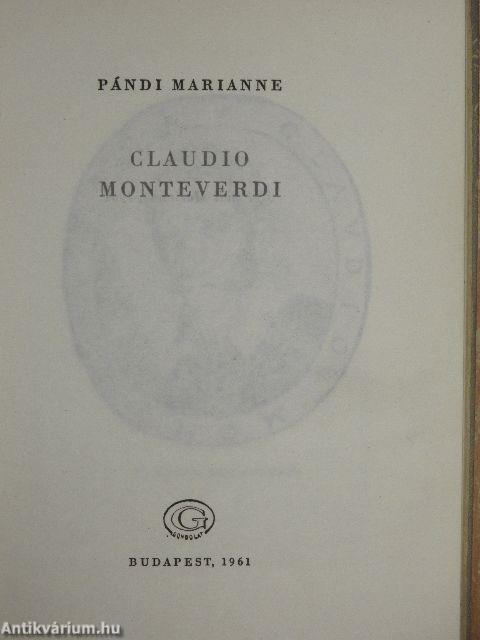 PÁNDI MARIANNE
CLAUDIO
MONTEVERDI
G
GONDOLAT
BUDAPEST, 1961
Antikvárium.hu